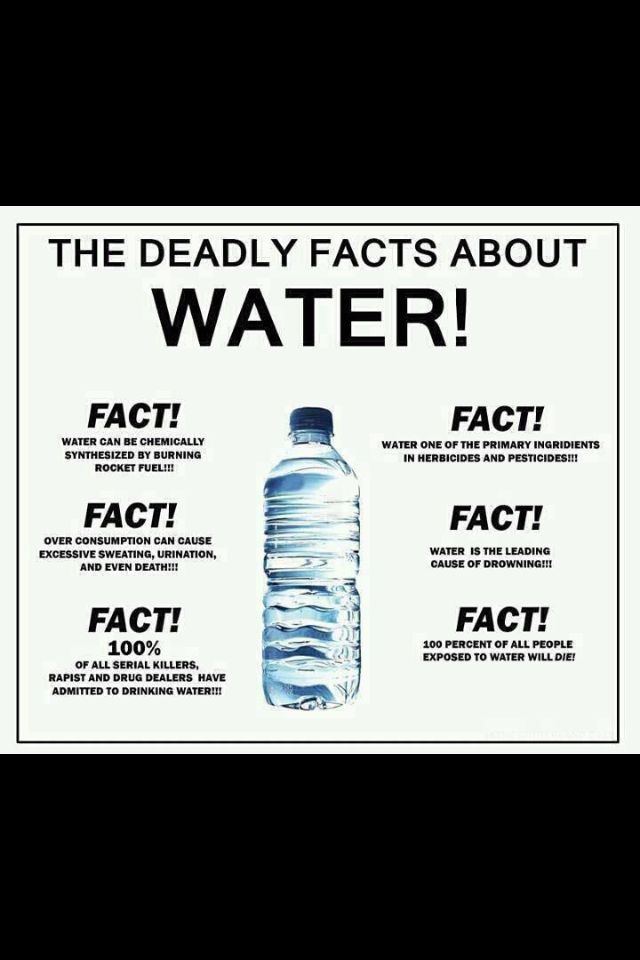 THE DEADLY FACTS ABOUT
WATER!
FACT!
WATER CAN BE CHEMICALLY
SYNTHESIZED BY BURNING
ROCKET FUEL!!!
FACT!
OVER CONSUMPTION CAN CAUSE
EXCESSIVE SWEATING, URINATION,
AND EVEN DEATH!!!
FACT!
100%
OF ALL SERIAL KILLERS,
RAPIST AND DRUG DEALERS HAVE
ADMITTED TO DRINKING WATER!!!
FACT!
WATER ONE OF THE PRIMARY INGRIDIENTS
IN HERBICIDES AND PESTICIDES!!!
FACT!
WATER IS THE LEADING
CAUSE OF DROWNING!!!
FACT!
100 PERCENT OF ALL PEOPLE
EXPOSED TO WATER WILL DIE!